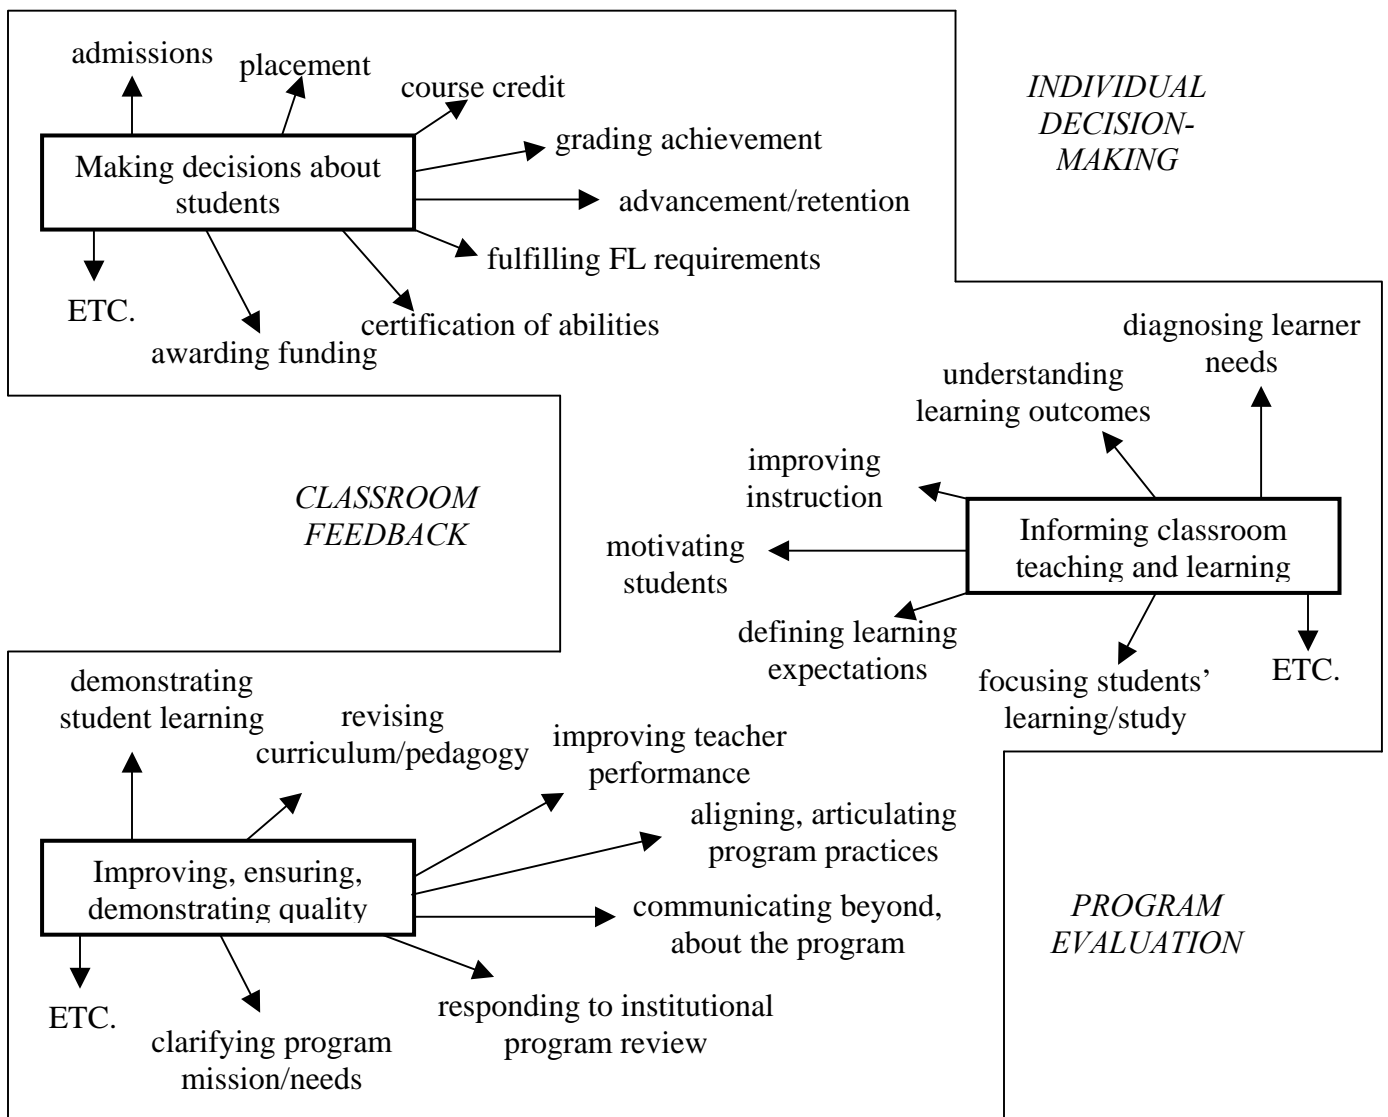 admissions
placement
course credit
grading achievement
Making decisions about
students
advancement/retention
fulfilling FL requirements
ETC.
certification of abilities
awarding funding
INDIVIDUAL
DECISION-
MAKING
CLASSROOM
FEEDBACK
diagnosing learner
needs
understanding
learning outcomes
improving
instruction
Informing classroom
teaching and learning
motivating
students
defining learning
expectations
focusing students’
learning/study
ETC.
demonstrating
student learning
revising
curriculum/pedagogy
improving teacher
performance
aligning, articulating
program practices
Improving, ensuring,
demonstrating quality
communicating beyond,
about the program
ETC.
responding to institutional
program review
clarifying program
mission/needs
PROGRAM
EVALUATION